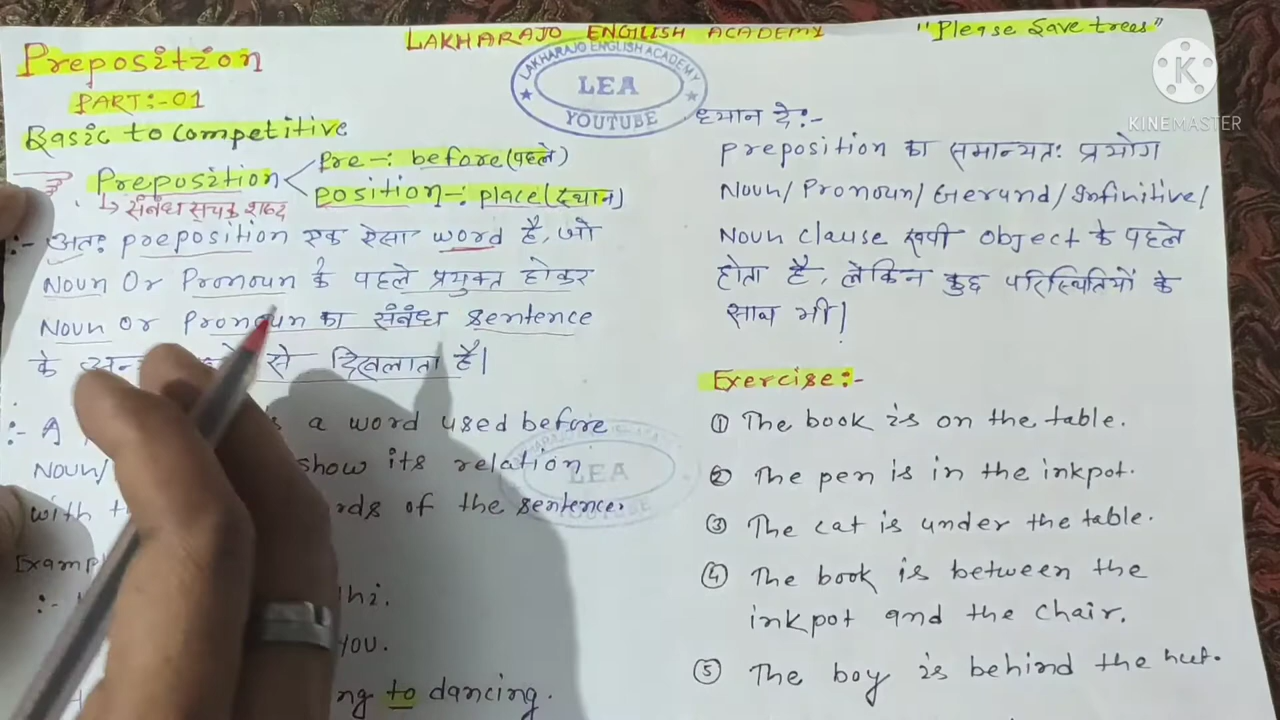 LAKHARAJO ENGILISH ACADEMY
"Please Save trees"
Preposition
PART:-01
Basic to competitive
LAKHARAJO ENGLISH ACADEMY
LEA
YOUTUBE
KINEMASTER
Preposition
Pre -: before (पहले)
position -: place (स्थान)
→ संबंध सूचक शब्द
:- अतः preposition एक ऐसा word है, जो
Noun Or Pronoun के पहले प्रयुक्त होकर
Noun or Pronoun का संबंध sentence
के से दिखलाता है।
:- A a word used before
Noun/ show its relation
with of the sentence.
:-
you.
to dancing.
ध्यान दे:-
preposition का समान्यतः प्रयोग
Noun/ Pronoun/ Gerund/ Infinitive/
Noun clause रूपी object के पहले
होता है, लेकिन कुछ परिस्थितियों के
साथ भी।
Exercise:-
① The book is on the table.
② The pen is in the inkpot.
③ The cat is under the table.
④ The book is between the
inkpot and the chair.
⑤ The boy is behind the hut.
LEA